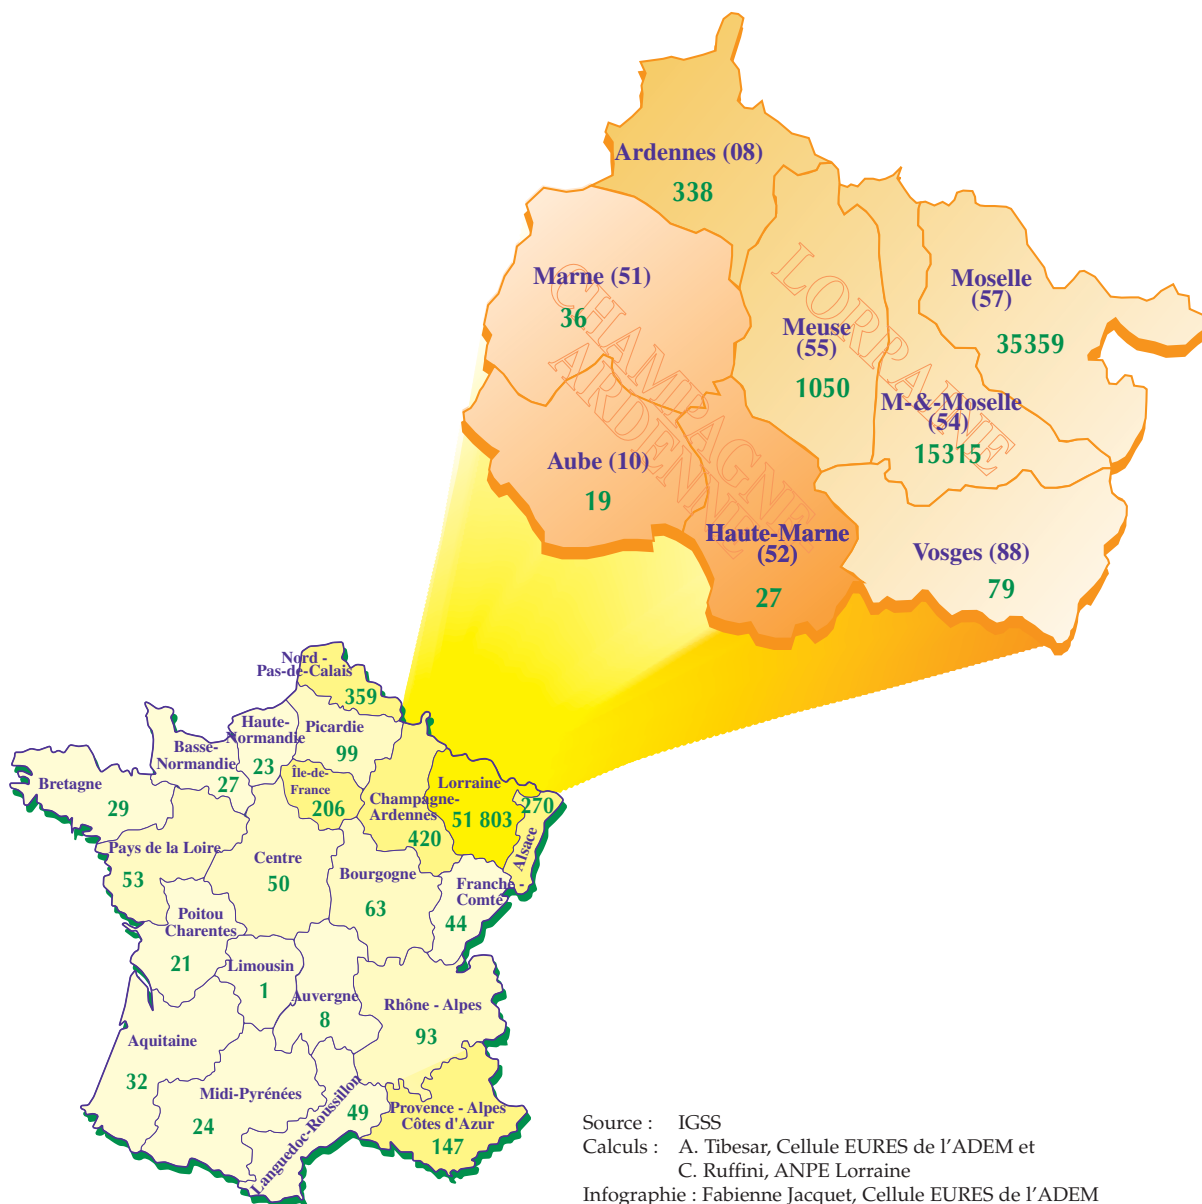 Ardennes (08)
338
Marne (51)
36
CHAMPAGNE
ARDENNE
LORRAINE
Moselle
(57)
35359
Meuse
(55)
1050
M-&-Moselle
(54)
15315
Aube (10)
19
Haute-Marne
(52)
27
Vosges (88)
79
Nord -
Pas-de-Calais
359
Haute-
Normandie
23
Picardie
99
Basse-
Normandie
27
Bretagne
29
Île-de-
France
206
Champagne-
Ardennes
420
Lorraine
51 803
270
Alsace
Pays de la Loire
53
Centre
50
Bourgogne
63
Franche -
Comté
44
Poitou
Charentes
21
Limousin
1
Auvergne
8
Rhône - Alpes
93
Aquitaine
32
Midi-Pyrénées
24
Languedoc-Roussillon
49
Provence - Alpes
Côtes d'Azur
147
Source : IGSS
Calculs : A. Tibesar, Cellule EURES de l’ADEM et
C. Ruffini, ANPE Lorraine
Infographie : Fabienne Jacquet, Cellule EURES de l’ADEM